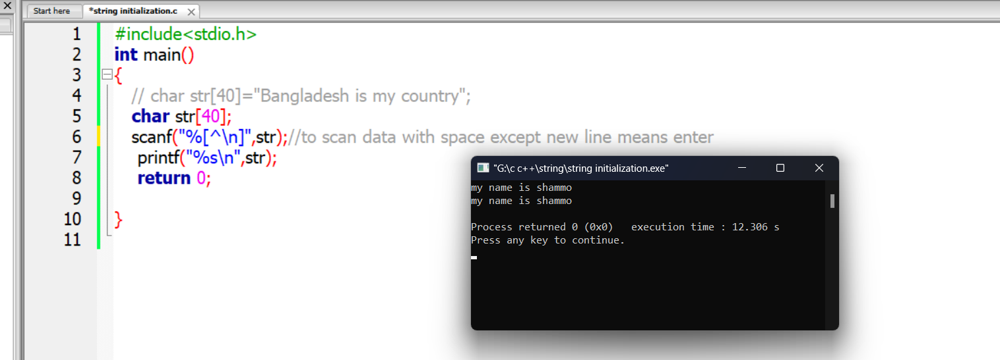 Start here
*string initialization.c
1 #include<stdio.h>
2 int main()
3 {
4 // char str[40]="Bangladesh is my country";
5 char str[40];
6 scanf("%[^\n]",str);//to scan data with space except new line means enter
7 printf("%s\n",str);
8 return 0;
9
10 }
11
"G:\c c++\string\string initialization.exe"
my name is shammo
my name is shammo
Process returned 0 (0x0)   execution time : 12.306 s
Press any key to continue.